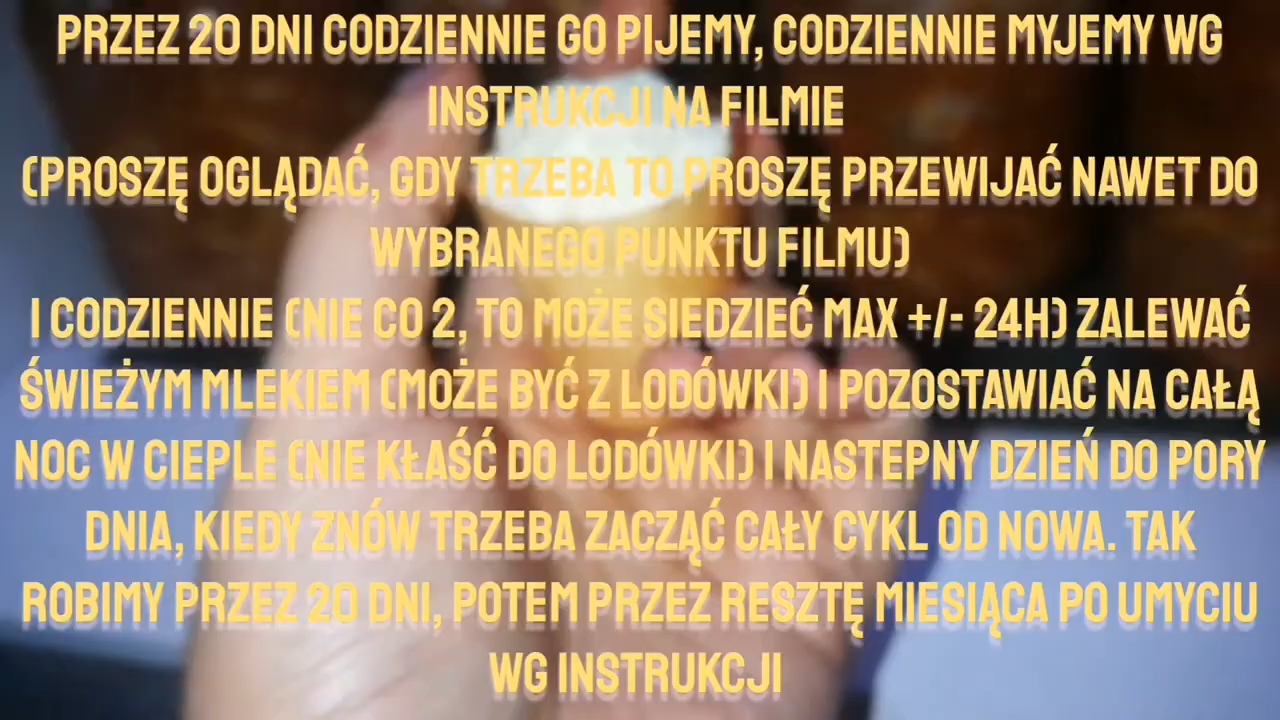 PRZEZ 20 DNI CODZIENNIE GO PIJEMY, CODZIENNIE MYJEMY WG
INSTRUKCJI NA FILMIE
(PROSZĘ OGLĄDAĆ, GDY TRZEBA TO PROSZĘ PRZEWIJAĆ NAWET DO
WYBRANEGO PUNKTU FILMU)
I CODZIENNIE (NIE CO 2, TO MOŻE SIEDZIEĆ MAX +/- 24H) ZALEWAĆ
ŚWIEŻYM MLEKIEM (MOŻE BYĆ Z LODÓWKI) I POZOSTAWIAĆ NA CAŁĄ
NOC W CIEPLE (NIE KŁAŚĆ DO LODÓWKI) I NASTEPNY DZIEŃ DO PORY
DNIA, KIEDY ZNÓW TRZEBA ZACZĄĆ CAŁY CYKL OD NOWA. TAK
ROBIMY PRZEZ 20 DNI, POTEM PRZEZ RESZTĘ MIESIĄCA PO UMYCIU
WG INSTRUKCJI